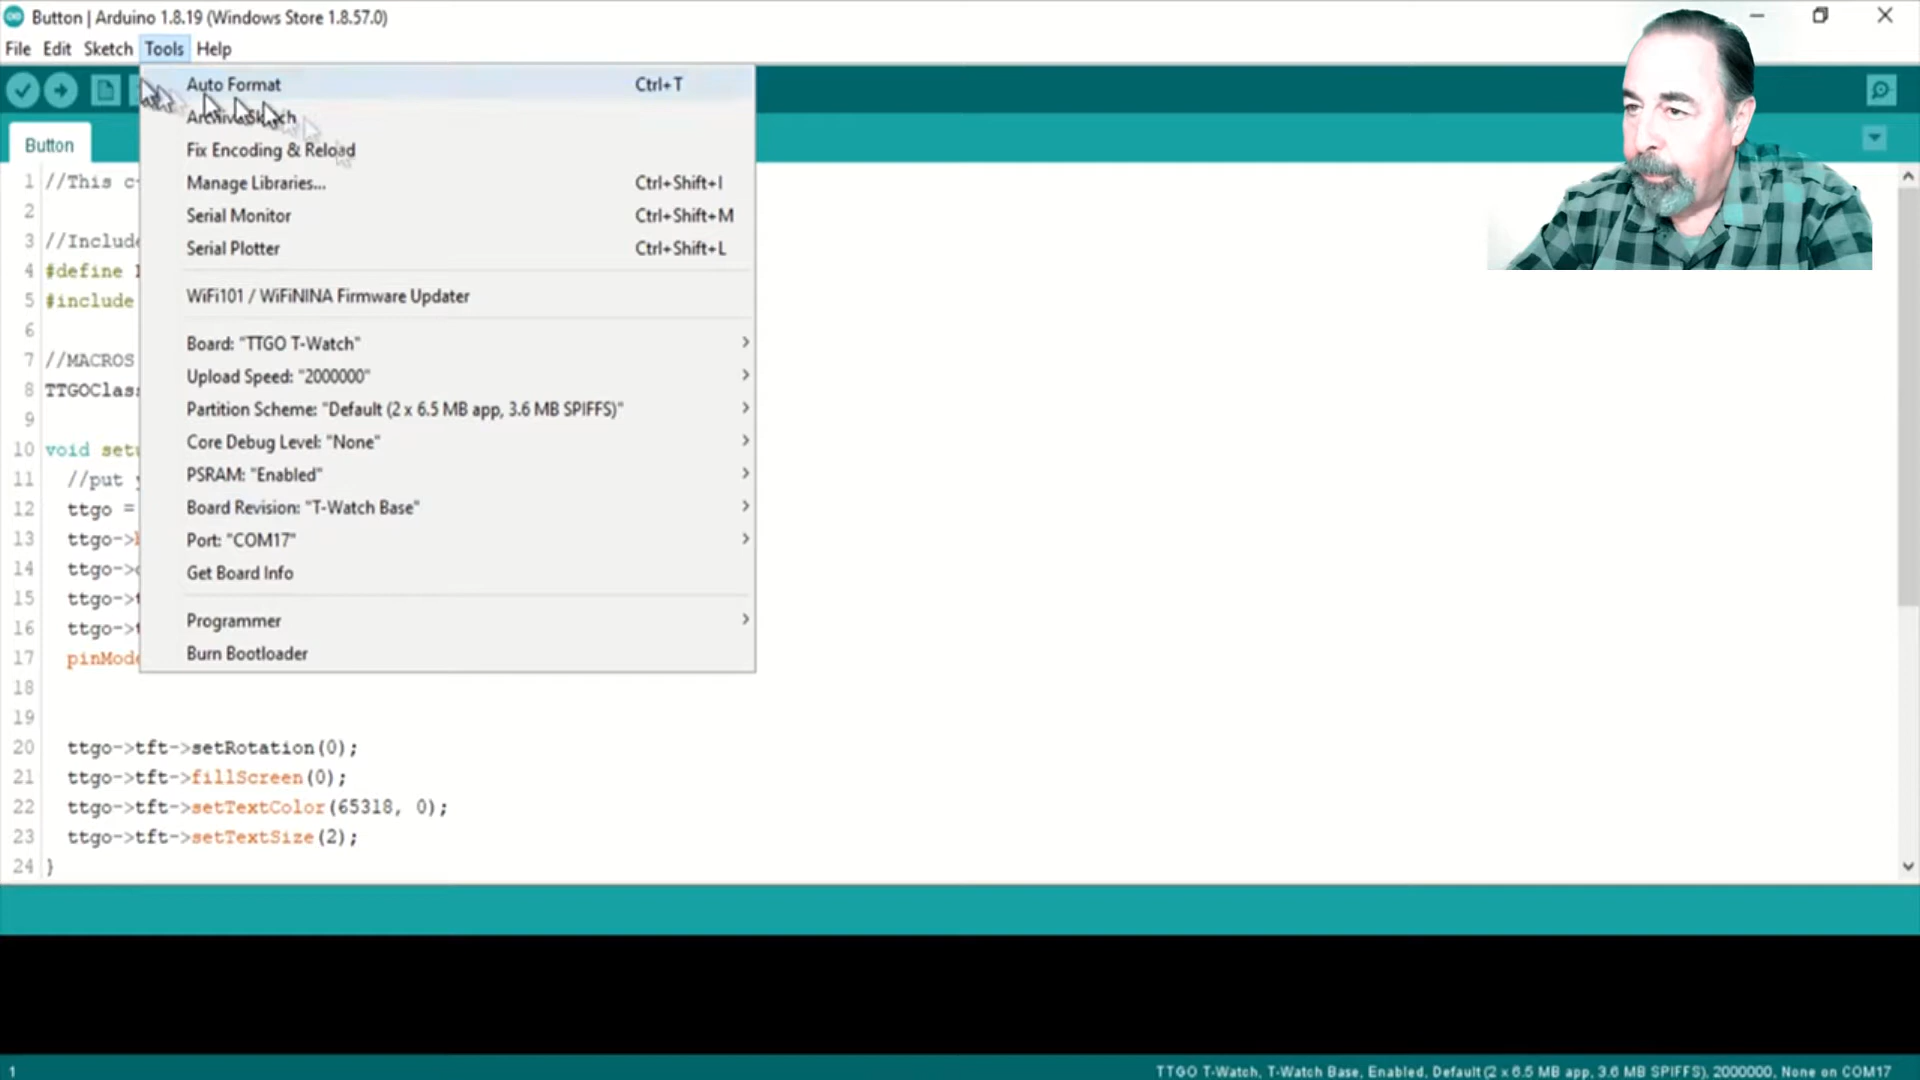 Button | Arduino 1.8.19 (Windows Store 1.8.57.0)
File Edit Sketch Tools Help
Auto Format Ctrl+T
Archive Sketch
Fix Encoding & Reload
Manage Libraries... Ctrl+Shift+I
Serial Monitor Ctrl+Shift+M
Serial Plotter Ctrl+Shift+L
WiFi101 / WiFiNINA Firmware Updater
Board: "TTGO T-Watch"
Upload Speed: "2000000"
Partition Scheme: "Default (2 x 6.5 MB app, 3.6 MB SPIFFS)"
Core Debug Level: "None"
PSRAM: "Enabled"
Board Revision: "T-Watch Base"
Port: "COM17"
Get Board Info
Programmer
Burn Bootloader
Button
1 //This c
2
3 //Include
4 #define
5 #include
6
7 //MACROS
8 TTGOClass
9
10 void setu
11 //put
12 ttgo =
13 ttgo->
14 ttgo->
15 ttgo->t
16 ttgo->t
17 pinMode
18
19
20 ttgo->tft->setRotation(0);
21 ttgo->tft->fillScreen(0);
22 ttgo->tft->setTextColor(65318, 0);
23 ttgo->tft->setTextSize(2);
24 }
1 TTGO T-Watch, T-Watch Base, Enabled, Default (2 x 6.5 MB app, 3.6 MB SPIFFS), 2000000, None on COM17